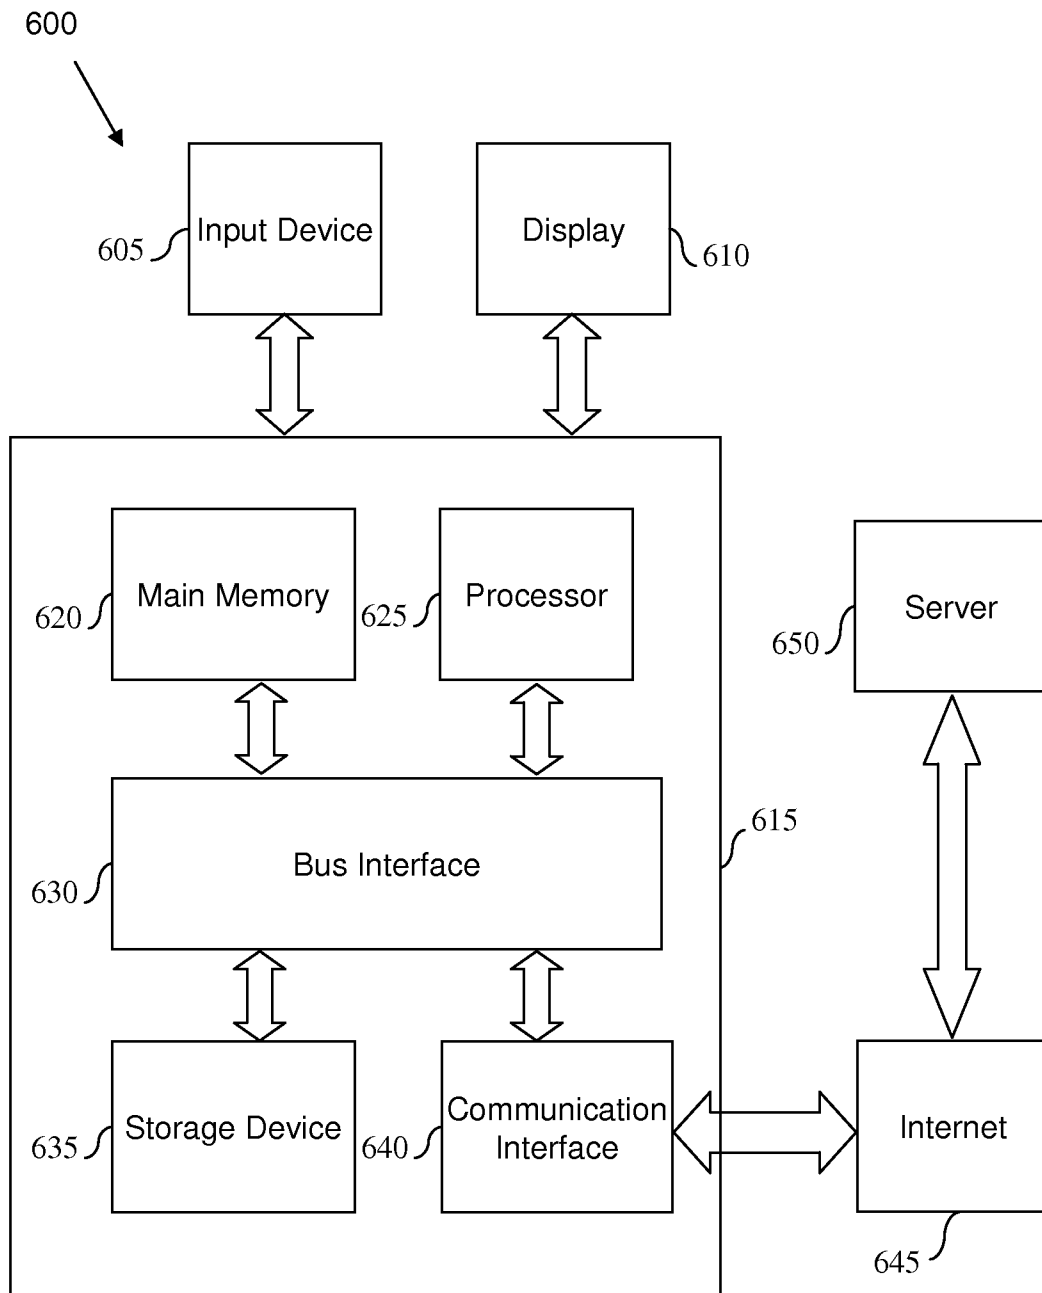 600
Input Device
605
Display
610
Main Memory
620
Processor
625
Server
650
Bus Interface
630
615
Storage Device
635
Communication
Interface
640
Internet
645